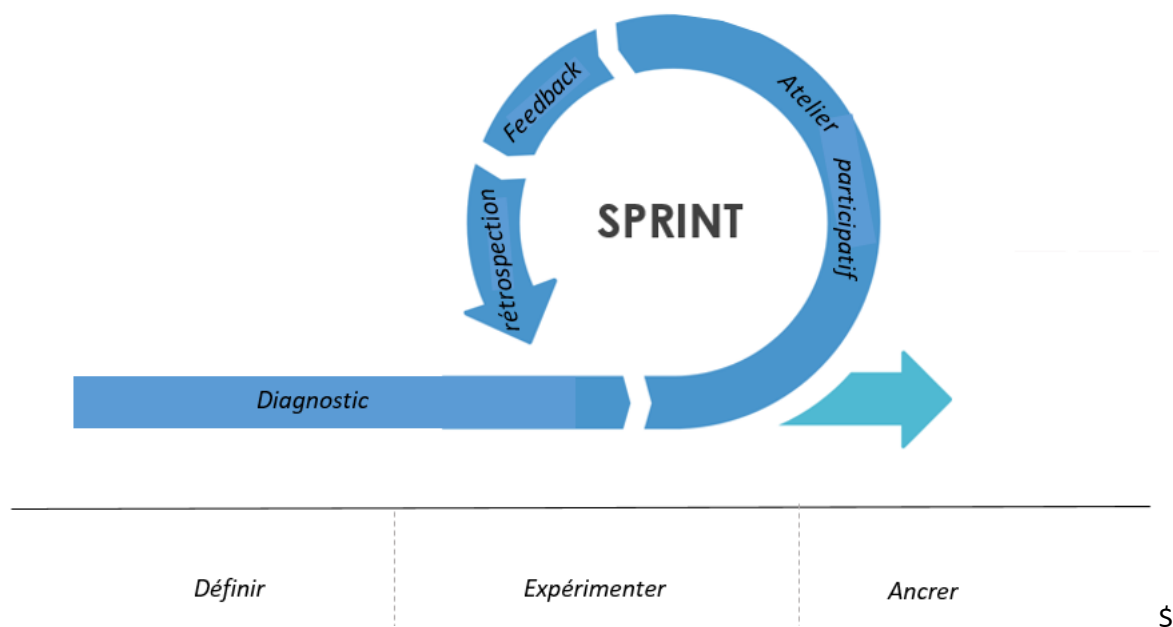 Feedback
Atelier
participatif
rétrospection
SPRINT
Diagnostic
Définir
Expérimenter
Ancrer
$